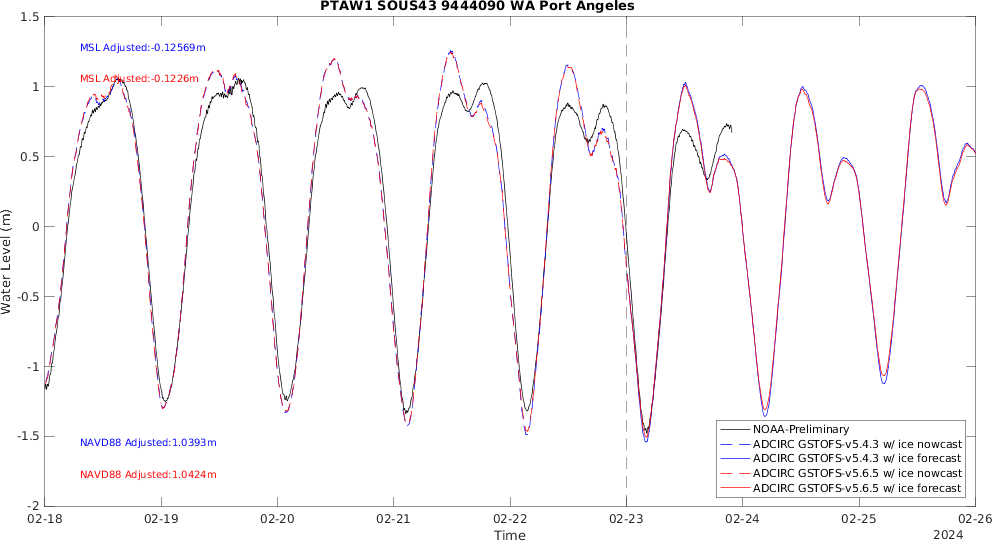 PTAW1 SOUS43 9444090 WA Port Angeles
1.5
1
0.5
0
-0.5
-1
-1.5
-2
Water Level (m)
MSL Adjusted:-0.12569m
MSL Adjusted:-0.1226m
NAVD88 Adjusted:1.0393m
NAVD88 Adjusted:1.0424m
NOAA-Preliminary
ADCIRC GSTOFS-v5.4.3 w/ ice nowcast
ADCIRC GSTOFS-v5.4.3 w/ ice forecast
ADCIRC GSTOFS-v5.6.5 w/ ice nowcast
ADCIRC GSTOFS-v5.6.5 w/ ice forecast
02-18 02-19 02-20 02-21 02-22 02-23 02-24 02-25 02-26
Time
2024